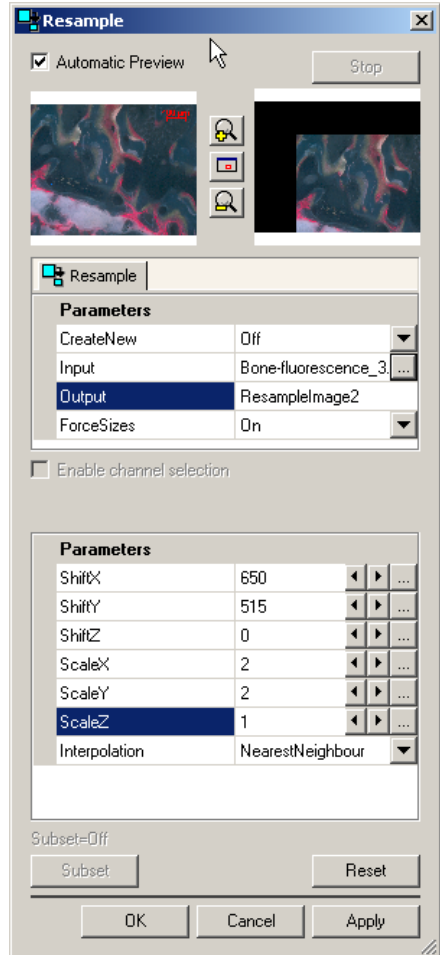 Resample
Automatic Preview
Stop
Resample
Parameters
CreateNew Off
Input Bone-fluorescence_3. ...
Output ResampleImage2
ForceSizes On
Enable channel selection
Parameters
ShiftX 650 ...
ShiftY 515 ...
ShiftZ 0 ...
ScaleX 2 ...
ScaleY 2 ...
ScaleZ 1 ...
Interpolation NearestNeighbour
Subset=Off
Subset Reset
OK Cancel Apply